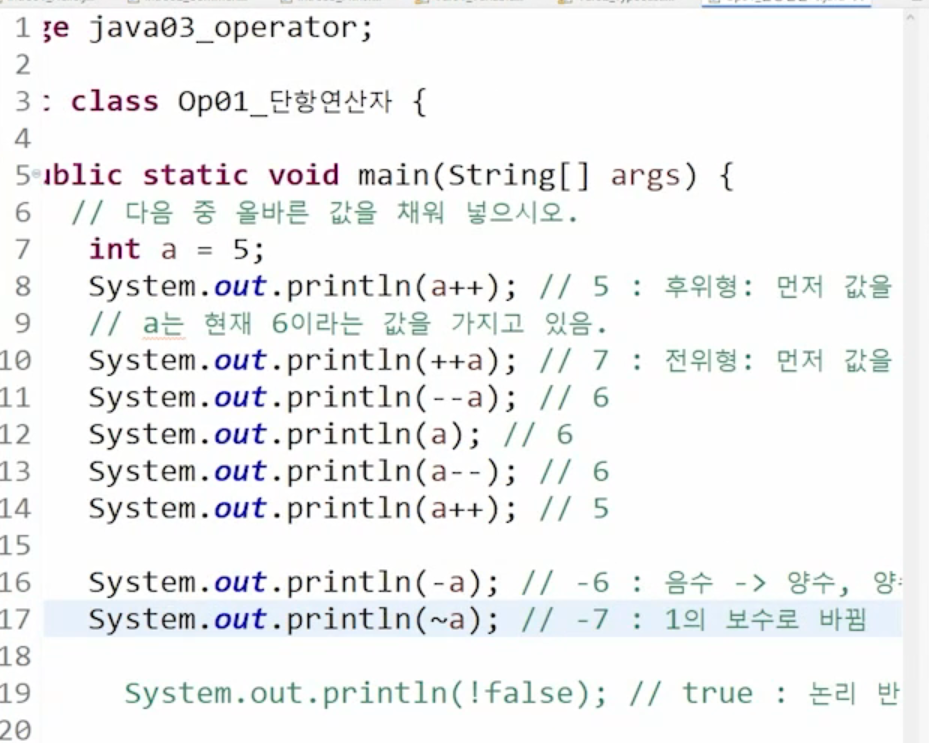 1 ge java03_operator;
2
3 : class Op01_단항연산자 {
4
5 ublic static void main(String[] args) {
6 // 다음 중 올바른 값을 채워 넣으시오.
7 int a = 5;
8 System.out.println(a++); // 5 : 후위형: 먼저 값을
9 // a는 현재 6이라는 값을 가지고 있음.
10 System.out.println(++a); // 7 : 전위형: 먼저 값을
11 System.out.println(--a); // 6
12 System.out.println(a); // 6
13 System.out.println(a--); // 6
14 System.out.println(a++); // 5
15
16 System.out.println(-a); // -6 : 음수 -> 양수, 양
17 System.out.println(~a); // -7 : 1의 보수로 바뀜
18
19 System.out.println(!false); // true : 논리 반
20